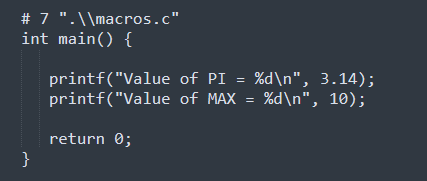 # 7 ".\\macros.c"
int main() {
printf("Value of PI = %d\n", 3.14);
printf("Value of MAX = %d\n", 10);
return 0;
}